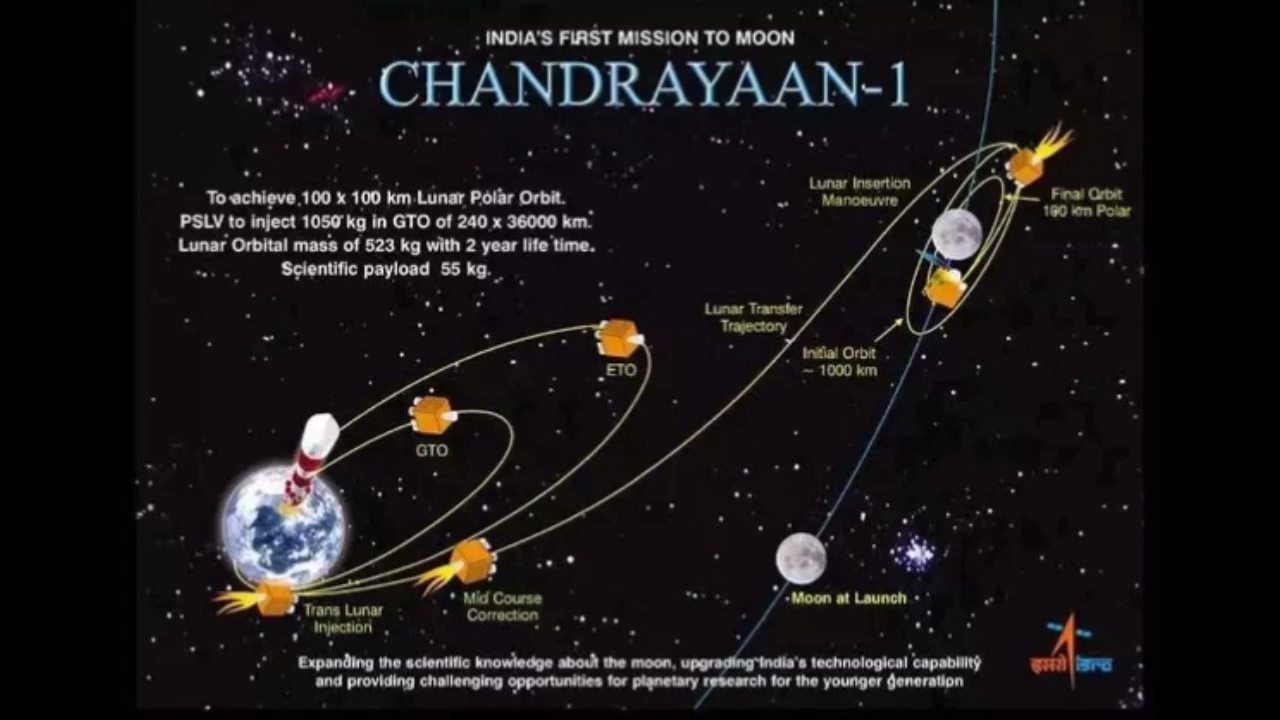 INDIA'S FIRST MISSION TO MOON
CHANDRAYAAN-1
To achieve 100 x 100 km Lunar Polar Orbit.
PSLV to inject 1050 kg in GTO of 240 x 36000 km.
Lunar Orbital mass of 523 kg with 2 year life time.
Scientific payload 55 kg.
Lunar Insertion
Manoeuvre
Final Orbit
100 km Polar
Lunar Transfer
Trajectory
Initial Orbit
~ 1000 km
ETO
GTO
Trans Lunar
Injection
Mid Course
Correction
Moon at Launch
Expanding the scientific knowledge about the moon, upgrading India's technological capability
and providing challenging opportunities for planetary research for the younger generation
इसरो isro